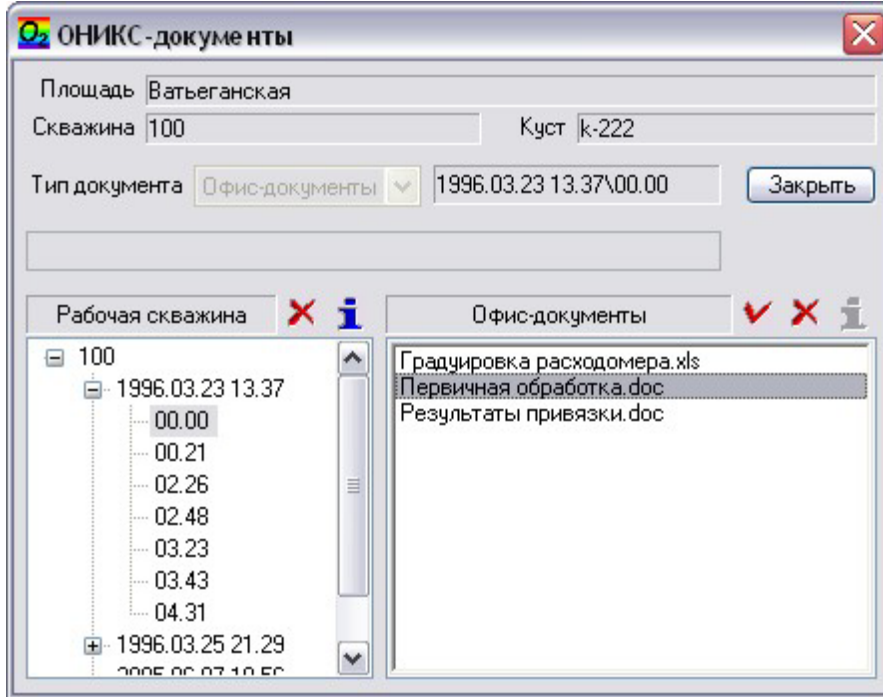 O₂ ОНИКС-документы
Площадь Ватьеганская
Скважина 100 Куст k-222
Тип документа Офис-документы 1996.03.23 13.37\00.00 Закрыть
Рабочая скважина
100
1996.03.23 13.37
00.00
00.21
02.26
02.48
03.23
03.43
04.31
1996.03.25 21.29
Офис-документы
Градуировка расходомера.xls
Первичная обработка.doc
Результаты привязки.doc